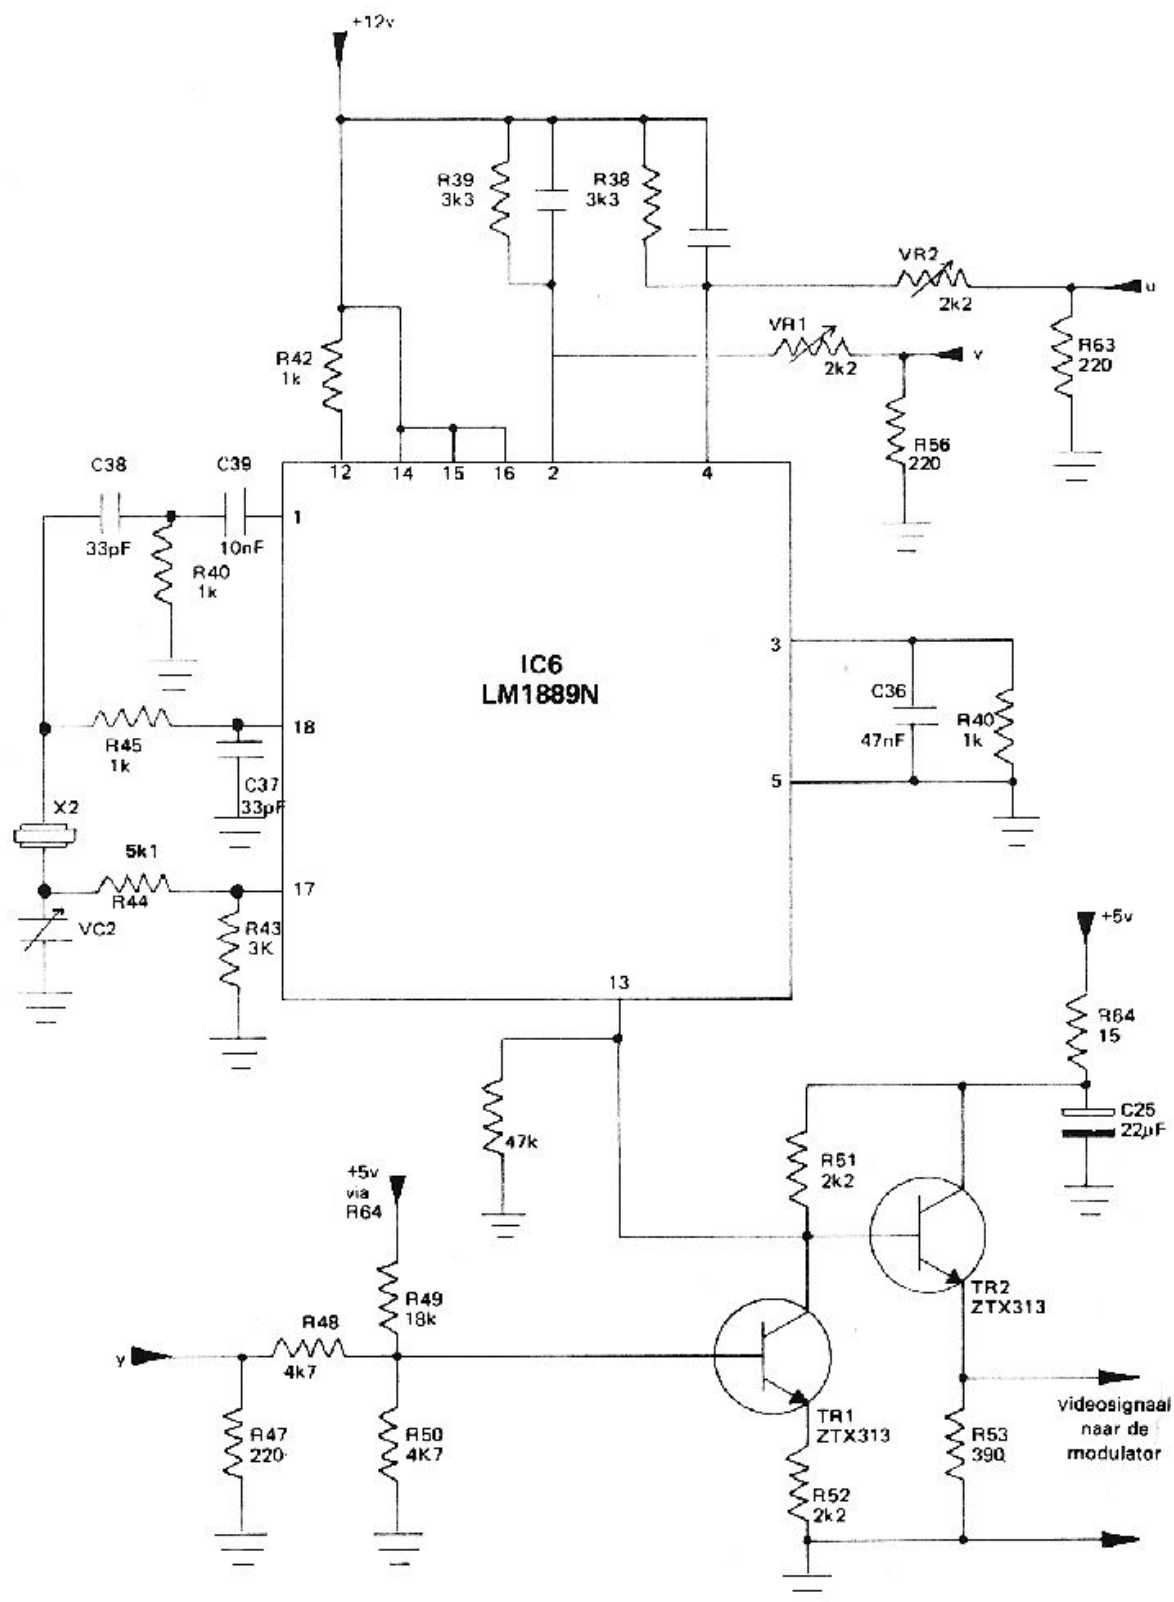 +12v
R39
3k3
R38
3k3
VR2
2k2
u
VR1
2k2
v
R63
220
R42
1k
R56
220
C38
C39
12
14
15
16
2
4
1
33pF
10nF
R40
1k
IC6
LM1889N
3
C36
47nF
R40
1k
5
18
R45
1k
C37
33pF
X2
5k1
R44
17
VC2
R43
3K
13
+5v
R64
15
C25
22µF
47k
R51
2k2
+5v
via
R64
TR2
ZTX313
R49
18k
R48
4k7
y
TR1
ZTX313
videosignaal
naar de
modulator
R47
220
R50
4K7
R53
390
R52
2k2